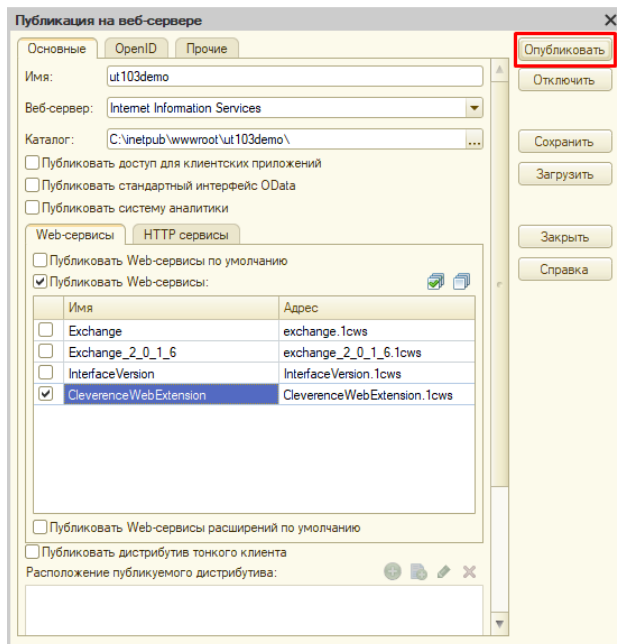 Публикация на веб-сервере
Основные OpenID Прочие
Опубликовать
Имя: ut103demo
Отключить
Веб-сервер: Internet Information Services
Каталог: C:\inetpub\wwwroot\ut103demo\ ...
Сохранить
Публиковать доступ для клиентских приложений
Загрузить
Публиковать стандартный интерфейс OData
Публиковать систему аналитики
Web-сервисы HTTP сервисы
Закрыть
Публиковать Web-сервисы по умолчанию
Справка
Публиковать Web-сервисы:
Имя Адрес
Exchange exchange.1cws
Exchange_2_0_1_6 exchange_2_0_1_6.1cws
InterfaceVersion InterfaceVersion.1cws
CleverenceWebExtension CleverenceWebExtension.1cws
Публиковать Web-сервисы расширений по умолчанию
Публиковать дистрибутив тонкого клиента
Расположение публикуемого дистрибутива: